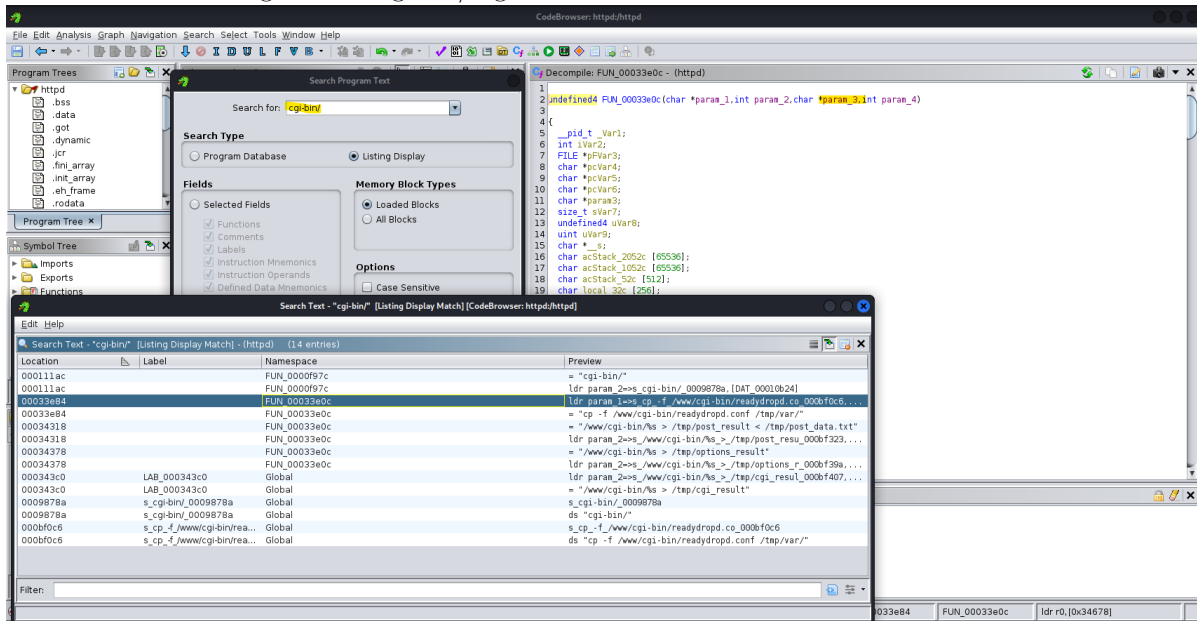 CodeBrowser: httpd:/httpd
File Edit Analysis Graph Navigation Search Select Tools Window Help
I D U L F V B
Program Trees
httpd
.bss
.data
.got
.dynamic
.jcr
.fini_array
.init_array
.eh_frame
.rodata
Program Tree ×
Symbol Tree
Imports
Exports
Functions
Search Program Text
Search for: cgi-bin/
Search Type
Program Database Listing Display
Fields Memory Block Types
Selected Fields Loaded Blocks
Functions All Blocks
Comments
Labels
Instruction Mnemonics Options
Instruction Operands
Defined Data Mnemonics Case Sensitive
Decompile: FUN_00033e0c - (httpd)
1
2 undefined4 FUN_00033e0c(char *param_1,int param_2,char *param_3,int param_4)
3
4 {
5 __pid_t _Var1;
6 int iVar2;
7 FILE *pFVar3;
8 char *pcVar4;
9 char *pcVar5;
10 char *pcVar6;
11 char *param3;
12 size_t sVar7;
13 undefined4 uVar8;
14 uint uVar9;
15 char *__s;
16 char acStack_2052c [65536];
17 char acStack_1052c [65536];
18 char acStack_52c [512];
19 char local_32c [256];
Search Text - "cgi-bin/" [Listing Display Match] [CodeBrowser: httpd:/httpd]
Edit Help
Search Text - "cgi-bin/" [Listing Display Match] - (httpd) (14 entries)
Location Label Namespace Preview
000111ac FUN_0000f97c = "cgi-bin/"
000111ac FUN_0000f97c ldr param_2=>s_cgi-bin/_0009878a,[DAT_00010b24]
00033e84 FUN_00033e0c ldr param_1=>s_cp_-f_/www/cgi-bin/readydropd.co_000bf0c6,...
00033e84 FUN_00033e0c = "cp -f /www/cgi-bin/readydropd.conf /tmp/var/"
00034318 FUN_00033e0c = "/www/cgi-bin/%s > /tmp/post_result < /tmp/post_data.txt"
00034318 FUN_00033e0c ldr param_2=>s_/www/cgi-bin/%s_>_/tmp/post_resu_000bf323,...
00034378 FUN_00033e0c = "/www/cgi-bin/%s > /tmp/options_result"
00034378 FUN_00033e0c ldr param_2=>s_/www/cgi-bin/%s_>_/tmp/options_r_000bf39a,...
000343c0 LAB_000343c0 Global ldr param_2=>s_/www/cgi-bin/%s_>_/tmp/cgi_resul_000bf407,...
000343c0 LAB_000343c0 Global = "/www/cgi-bin/%s > /tmp/cgi_result"
0009878a s_cgi-bin/_0009878a Global s_cgi-bin/_0009878a
0009878a s_cgi-bin/_0009878a Global ds "cgi-bin/"
000bf0c6 s_cp_-f_/www/cgi-bin/rea... Global s_cp_-f_/www/cgi-bin/readydropd.co_000bf0c6
000bf0c6 s_cp_-f_/www/cgi-bin/rea... Global ds "cp -f /www/cgi-bin/readydropd.conf /tmp/var/"
Filter:
0033e84 FUN_00033e0c ldr r0,[0x34678]